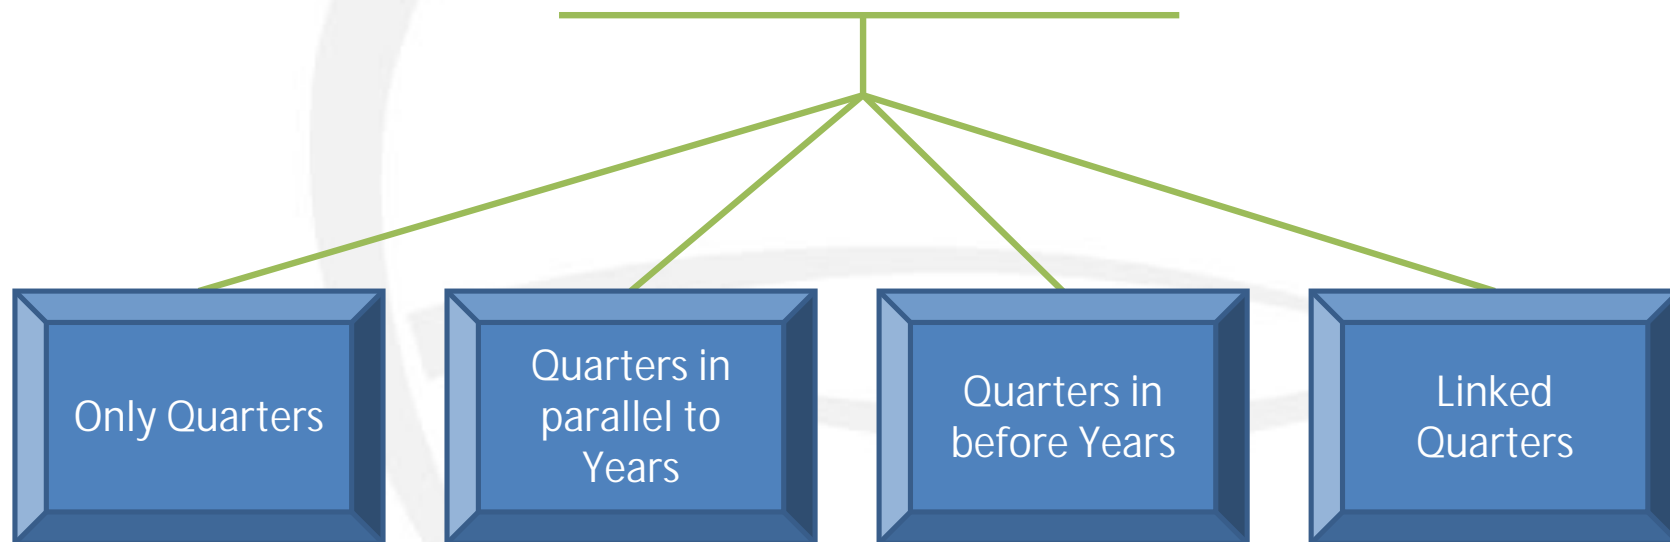 Only Quarters
Quarters in
parallel to
Years
Quarters in
before Years
Linked
Quarters